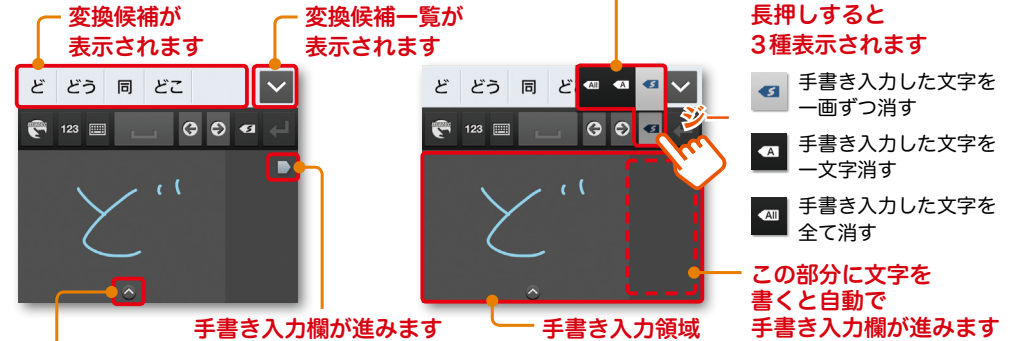 変換候補が
表示されます
変換候補一覧が
表示されます
長押しすると
3種表示されます
ど どう 同 どこ
123
S
ど
手書き入力欄が進みます
ど どう 同 ど All A S
123
S
ジー
ど
手書き入力領域
S 手書き入力した文字を
一画ずつ消す
A 手書き入力した文字を
一文字消す
All 手書き入力した文字を
全て消す
この部分に文字を
書くと自動で
手書き入力欄が進みます